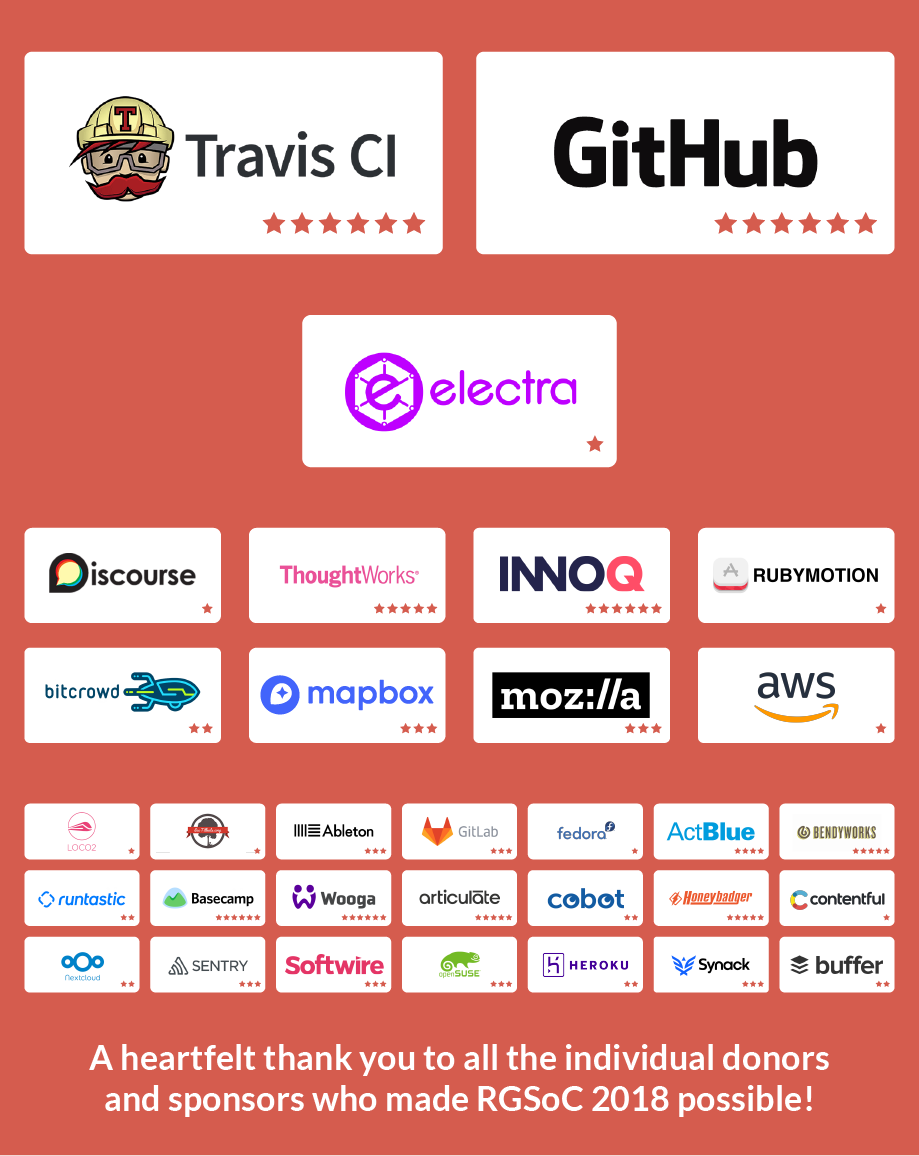 T
Travis CI
GitHub
e electra
Discourse
ThoughtWorks®
INNOQ
RUBYMOTION
bitcrowd
mapbox
moz://a
aws
LOCO2
Ableton
GitLab
fedora
ActBlue
BENDYWORKS
runtastic
Basecamp
Wooga
articulāte
cobot
Honeybadger
contentful
Nextcloud
SENTRY
Softwire
openSUSE
HEROKU
Synack
buffer
A heartfelt thank you to all the individual donors
and sponsors who made RGSoC 2018 possible!